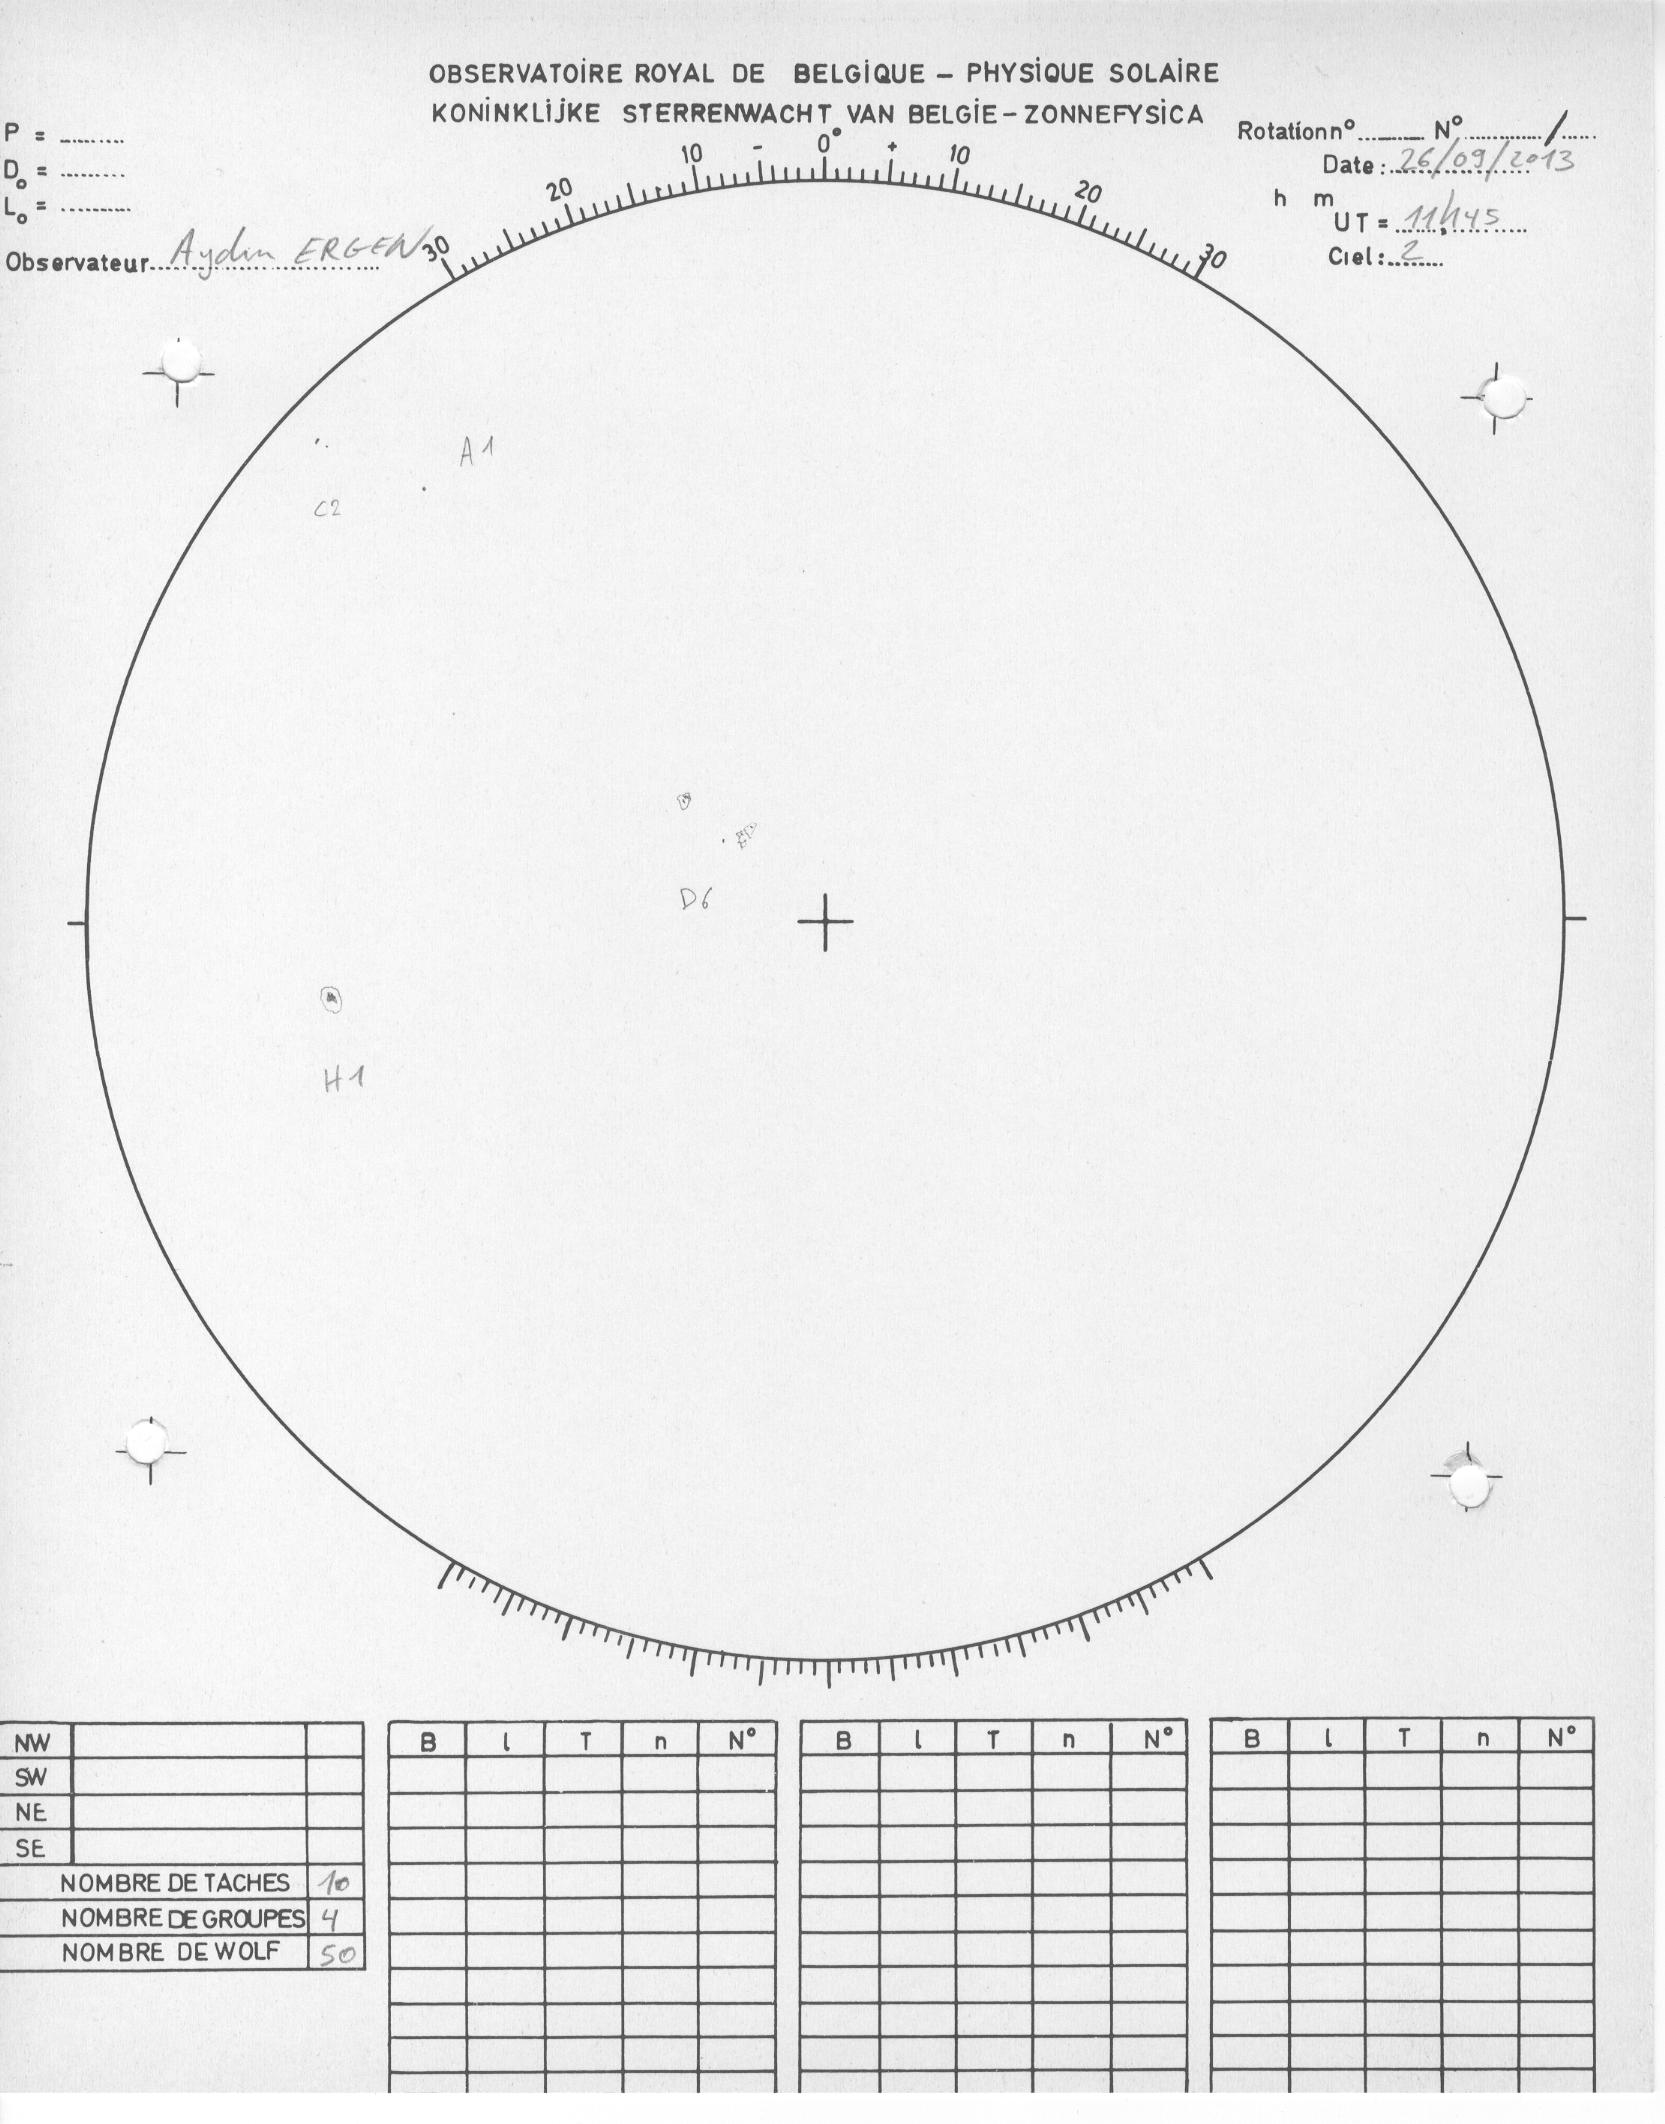 OBSERVATOIRE ROYAL DE BELGIQUE – PHYSIQUE SOLAIRE
KONINKLIJKE STERRENWACHT VAN BELGIE – ZONNEFYSICA
P = ........
D₀ = ........
L₀ = ........
Observateur Aydin ERGEN
Rotation n° ........ N° ......../......
Date : 26/09/2013
h m
UT = 11h45
Ciel : 2
30 20 10 - 0° + 10 20 30
A1
C2
D6
H1
NW
SW
NE
SE
NOMBRE DE TACHES 10
NOMBRE DE GROUPES 4
NOMBRE DE WOLF 50
B l T n N°
B l T n N°
B l T n N°